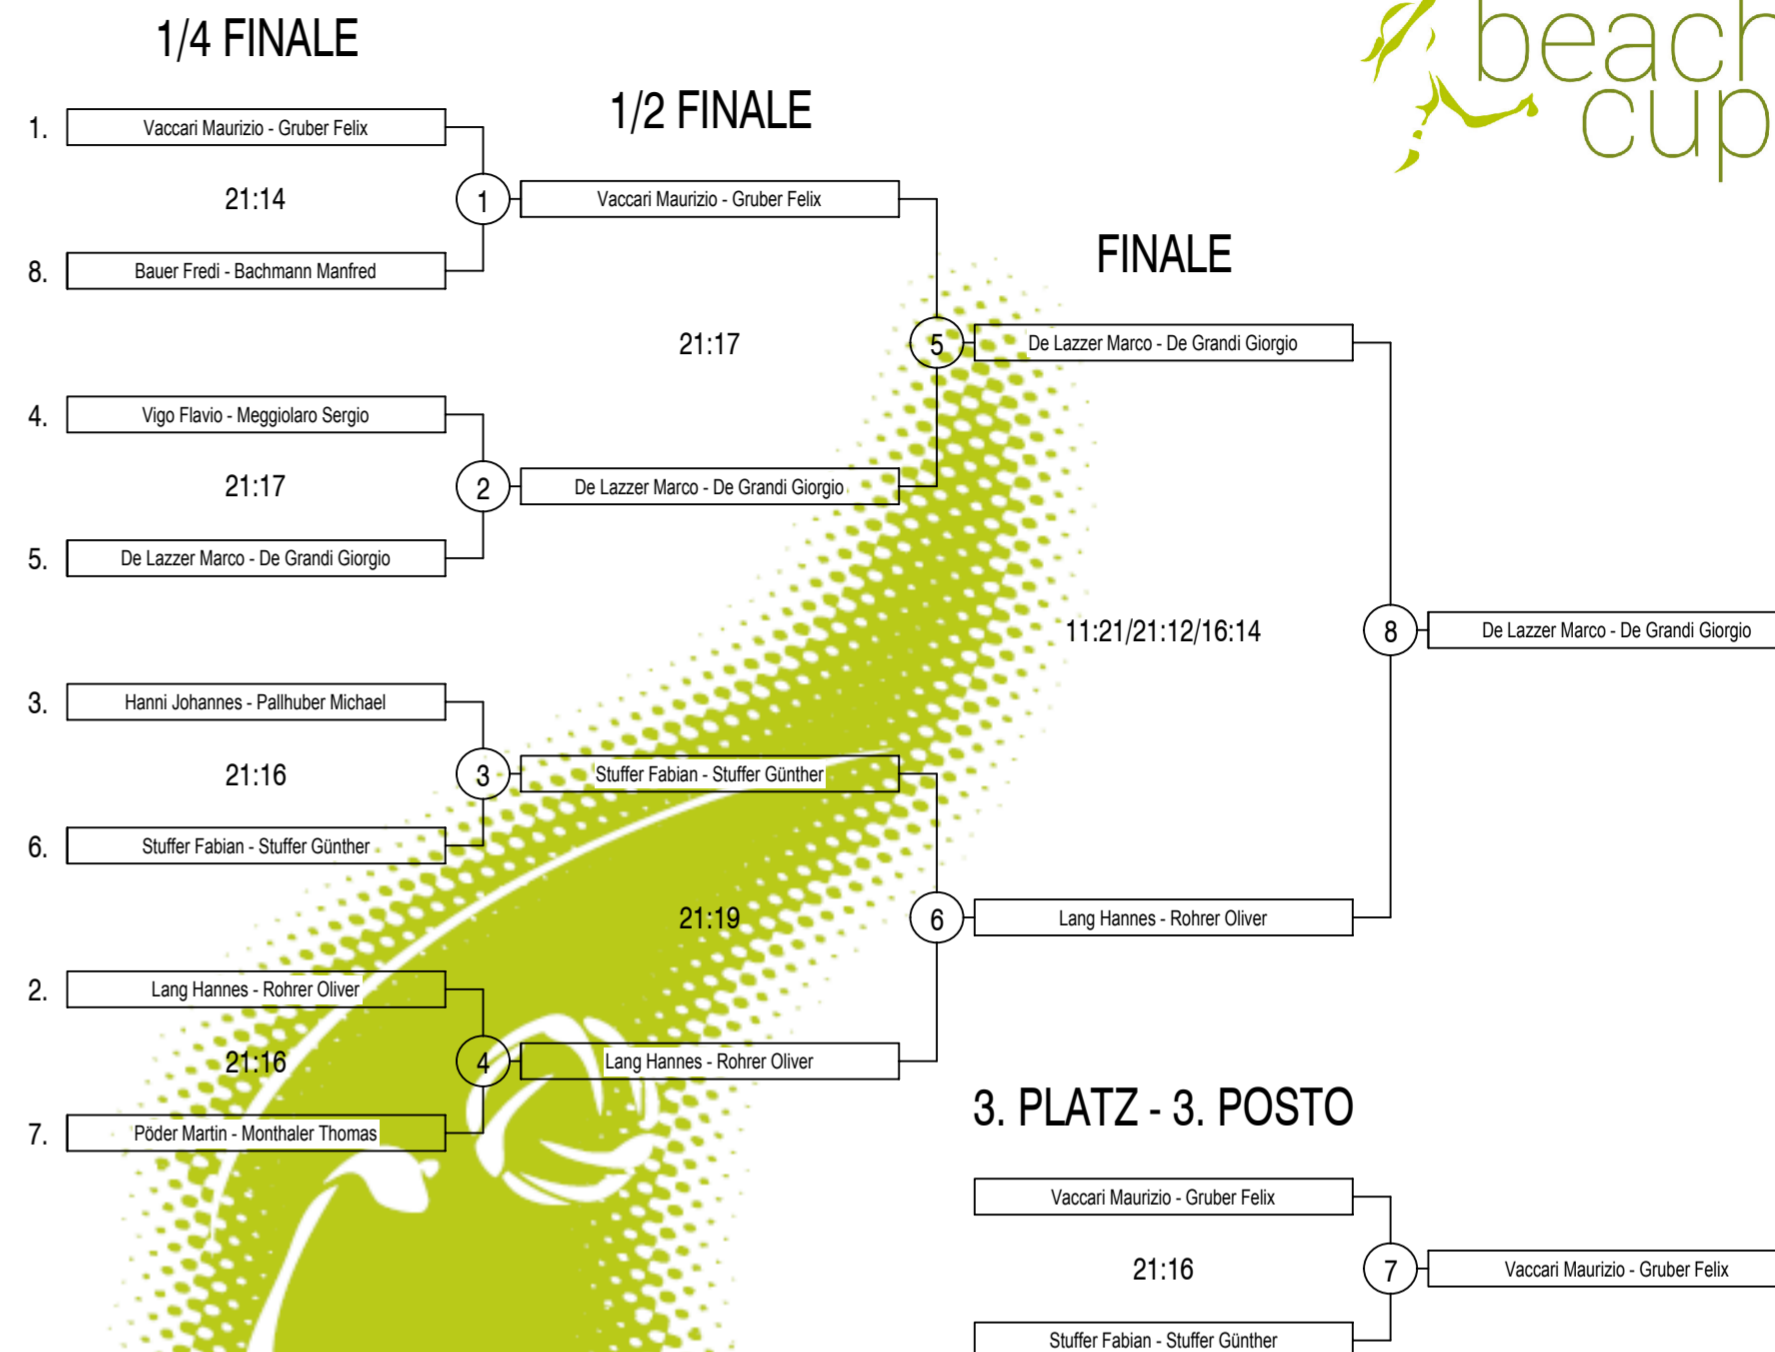 1/4 FINALE
beach
cup
1/2 FINALE
1. Vaccari Maurizio - Gruber Felix
21:14
1
Vaccari Maurizio - Gruber Felix
8. Bauer Fredi - Bachmann Manfred
FINALE
21:17
5
De Lazzer Marco - De Grandi Giorgio
4. Vigo Flavio - Meggiolaro Sergio
21:17
2
De Lazzer Marco - De Grandi Giorgio
5. De Lazzer Marco - De Grandi Giorgio
11:21/21:12/16:14
8
De Lazzer Marco - De Grandi Giorgio
3. Hanni Johannes - Pallhuber Michael
21:16
3
Stuffer Fabian - Stuffer Günther
6. Stuffer Fabian - Stuffer Günther
21:19
6
Lang Hannes - Rohrer Oliver
2. Lang Hannes - Rohrer Oliver
21:16
4
Lang Hannes - Rohrer Oliver
7. Pöder Martin - Monthaler Thomas
3. PLATZ - 3. POSTO
Vaccari Maurizio - Gruber Felix
21:16
7
Vaccari Maurizio - Gruber Felix
Stuffer Fabian - Stuffer Günther